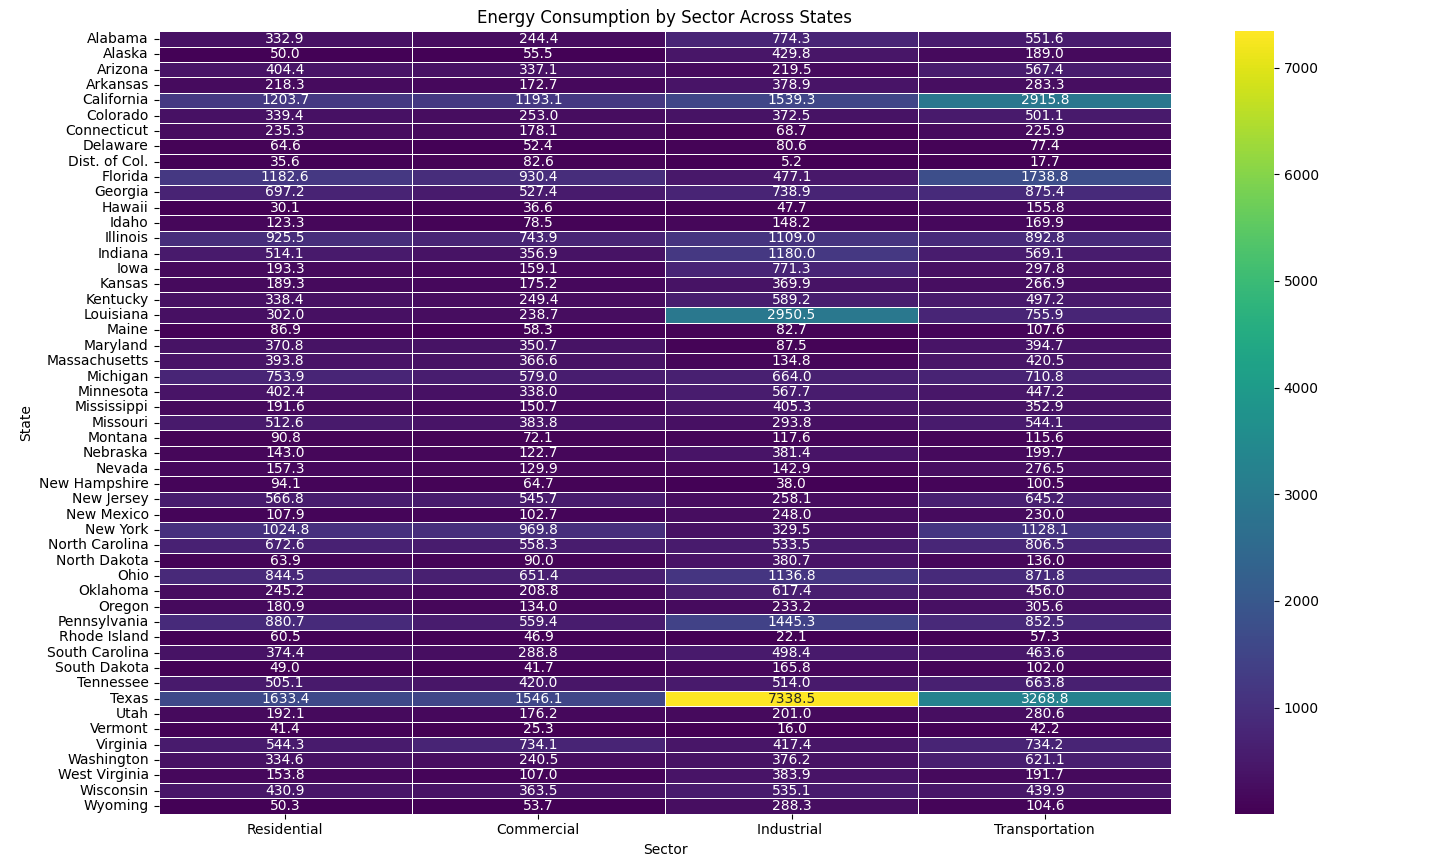 Energy Consumption by Sector Across States
Alabama 332.9 244.4 774.3 551.6
Alaska 50.0 55.5 429.8 189.0
Arizona 404.4 337.1 219.5 567.4
Arkansas 218.3 172.7 378.9 283.3
California 1203.7 1193.1 1539.3 2915.8
Colorado 339.4 253.0 372.5 501.1
Connecticut 235.3 178.1 68.7 225.9
Delaware 64.6 52.4 80.6 77.4
Dist. of Col. 35.6 82.6 5.2 17.7
Florida 1182.6 930.4 477.1 1738.8
Georgia 697.2 527.4 738.9 875.4
Hawaii 30.1 36.6 47.7 155.8
Idaho 123.3 78.5 148.2 169.9
Illinois 925.5 743.9 1109.0 892.8
Indiana 514.1 356.9 1180.0 569.1
Iowa 193.3 159.1 771.3 297.8
Kansas 189.3 175.2 369.9 266.9
Kentucky 338.4 249.4 589.2 497.2
Louisiana 302.0 238.7 2950.5 755.9
Maine 86.9 58.3 82.7 107.6
Maryland 370.8 350.7 87.5 394.7
Massachusetts 393.8 366.6 134.8 420.5
Michigan 753.9 579.0 664.0 710.8
Minnesota 402.4 338.0 567.7 447.2
Mississippi 191.6 150.7 405.3 352.9
Missouri 512.6 383.8 293.8 544.1
Montana 90.8 72.1 117.6 115.6
Nebraska 143.0 122.7 381.4 199.7
Nevada 157.3 129.9 142.9 276.5
New Hampshire 94.1 64.7 38.0 100.5
New Jersey 566.8 545.7 258.1 645.2
New Mexico 107.9 102.7 248.0 230.0
New York 1024.8 969.8 329.5 1128.1
North Carolina 672.6 558.3 533.5 806.5
North Dakota 63.9 90.0 380.7 136.0
Ohio 844.5 651.4 1136.8 871.8
Oklahoma 245.2 208.8 617.4 456.0
Oregon 180.9 134.0 233.2 305.6
Pennsylvania 880.7 559.4 1445.3 852.5
Rhode Island 60.5 46.9 22.1 57.3
South Carolina 374.4 288.8 498.4 463.6
South Dakota 49.0 41.7 165.8 102.0
Tennessee 505.1 420.0 514.0 663.8
Texas 1633.4 1546.1 7338.5 3268.8
Utah 192.1 176.2 201.0 280.6
Vermont 41.4 25.3 16.0 42.2
Virginia 544.3 734.1 417.4 734.2
Washington 334.6 240.5 376.2 621.1
West Virginia 153.8 107.0 383.9 191.7
Wisconsin 430.9 363.5 535.1 439.9
Wyoming 50.3 53.7 288.3 104.6
Residential Commercial Industrial Transportation
Sector
State
7000
6000
5000
4000
3000
2000
1000